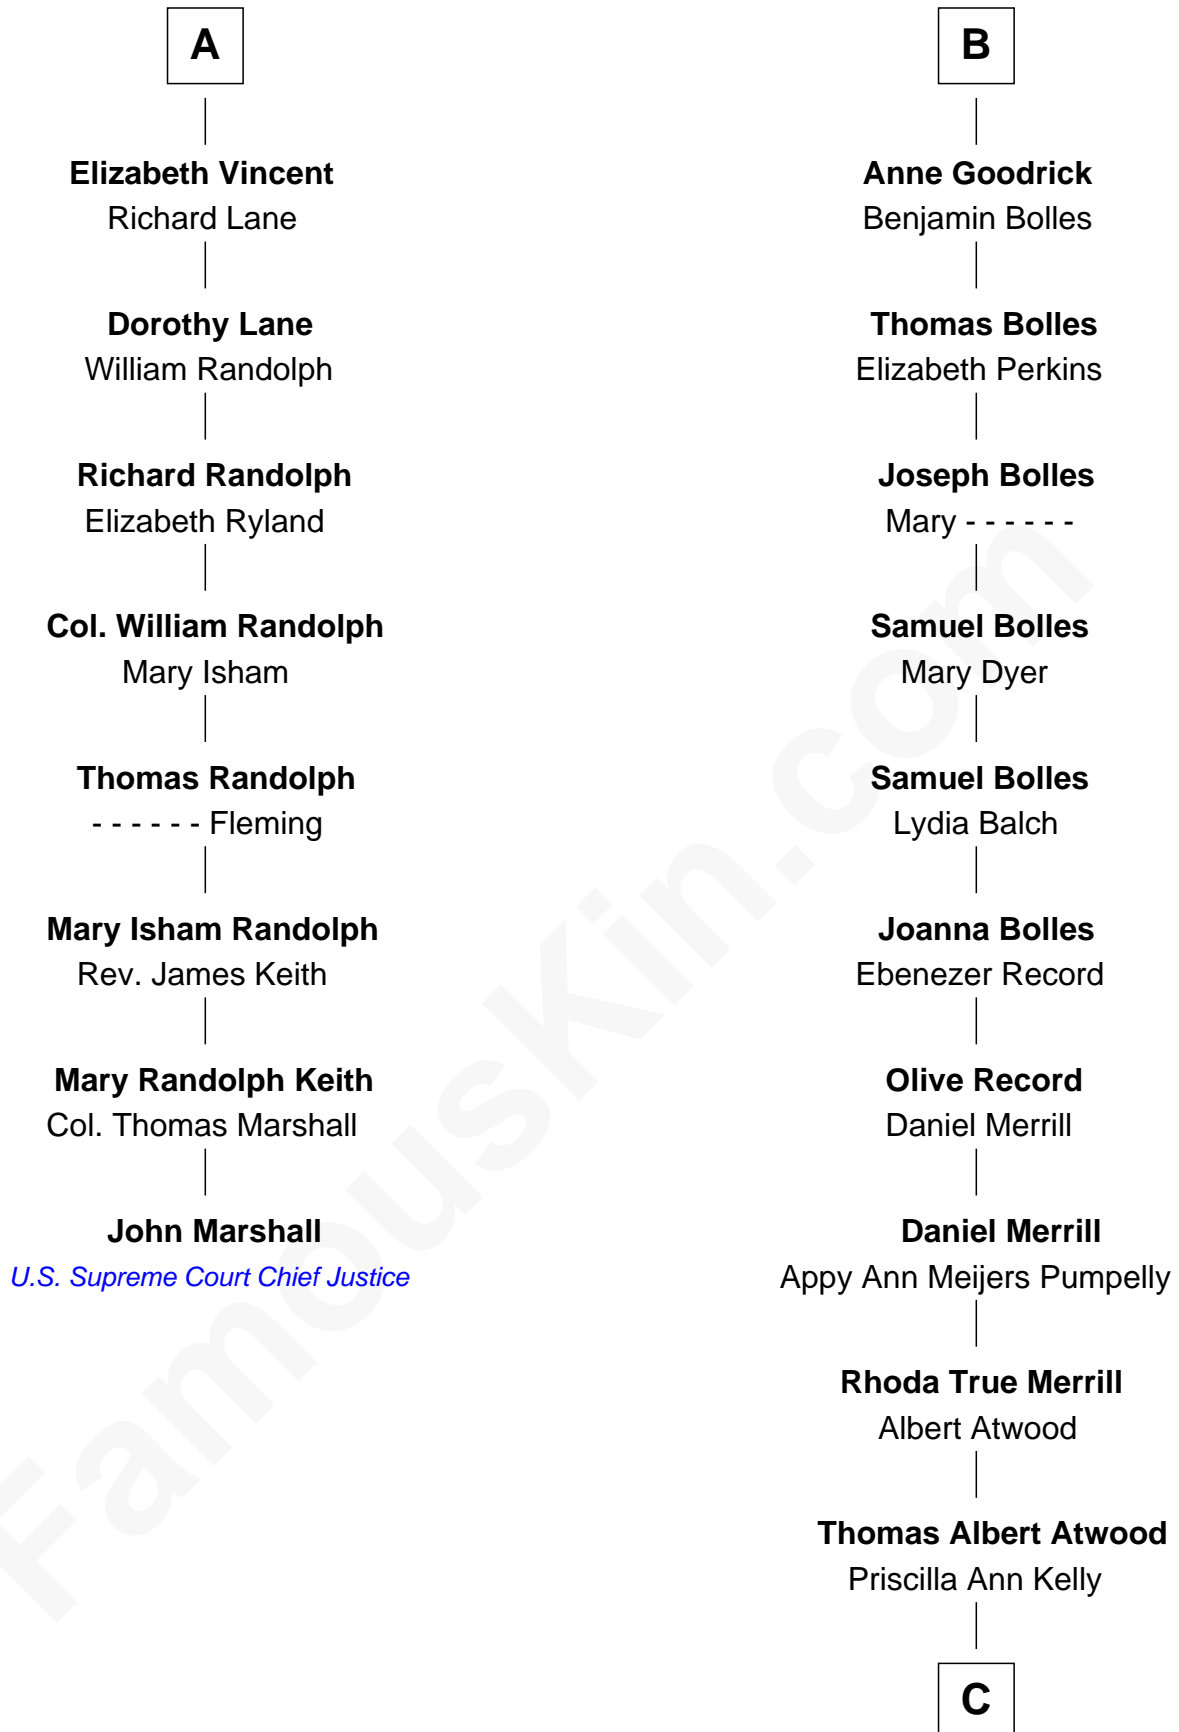 A
Elizabeth Vincent
Richard Lane
Dorothy Lane
William Randolph
Richard Randolph
Elizabeth Ryland
Col. William Randolph
Mary Isham
Thomas Randolph
- - - - - - Fleming
Mary Isham Randolph
Rev. James Keith
Mary Randolph Keith
Col. Thomas Marshall
John Marshall
U.S. Supreme Court Chief Justice
B
Anne Goodrick
Benjamin Bolles
Thomas Bolles
Elizabeth Perkins
Joseph Bolles
Mary - - - - - -
Samuel Bolles
Mary Dyer
Samuel Bolles
Lydia Balch
Joanna Bolles
Ebenezer Record
Olive Record
Daniel Merrill
Daniel Merrill
Appy Ann Meijers Pumpelly
Rhoda True Merrill
Albert Atwood
Thomas Albert Atwood
Priscilla Ann Kelly
C
FamousKin.com